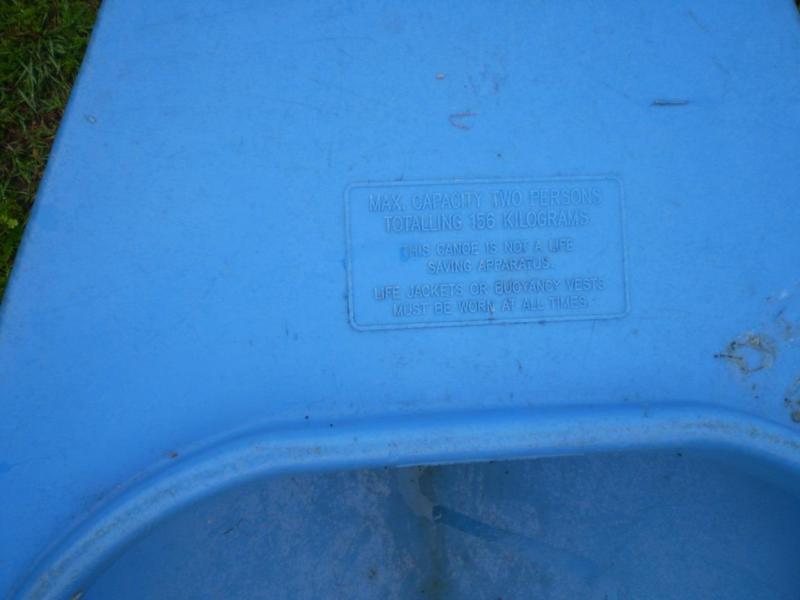 MAX. CAPACITY TWO PERSONS
TOTALLING 156 KILOGRAMS.
THIS CANOE IS NOT A LIFE
SAVING APPARATUS.
LIFE JACKETS OR BUOYANCY VESTS
MUST BE WORN AT ALL TIMES.